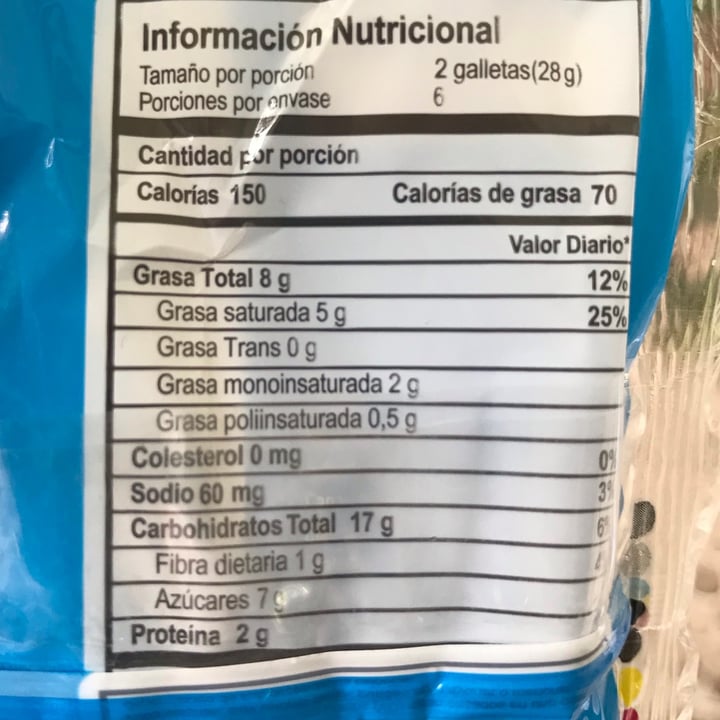 Información Nutricional
Tamaño por porción 2 galletas(28 g)
Porciones por envase 6
Cantidad por porción
Calorías 150 Calorías de grasa 70
Valor Diario*
Grasa Total 8 g 12%
Grasa saturada 5 g 25%
Grasa Trans 0 g
Grasa monoinsaturada 2 g
Grasa poliinsaturada 0,5 g
Colesterol 0 mg 0%
Sodio 60 mg 3%
Carbohidratos Total 17 g 6%
Fibra dietaria 1 g
Azúcares 7 g
Proteína 2 g